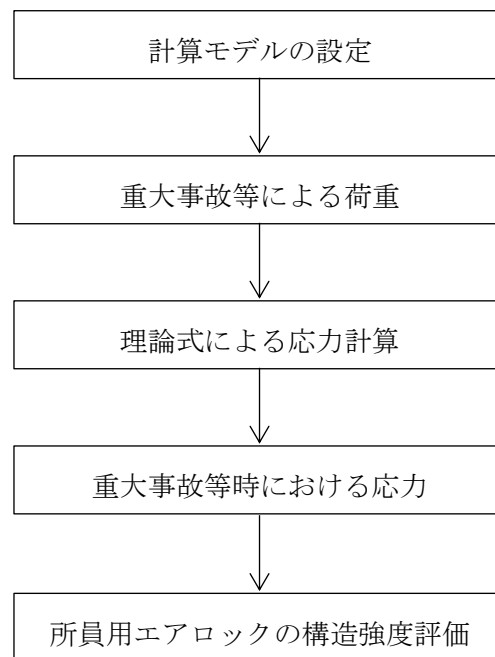 計算モデルの設定
重大事故等による荷重
理論式による応力計算
重大事故等時における応力
所員用エアロックの構造強度評価